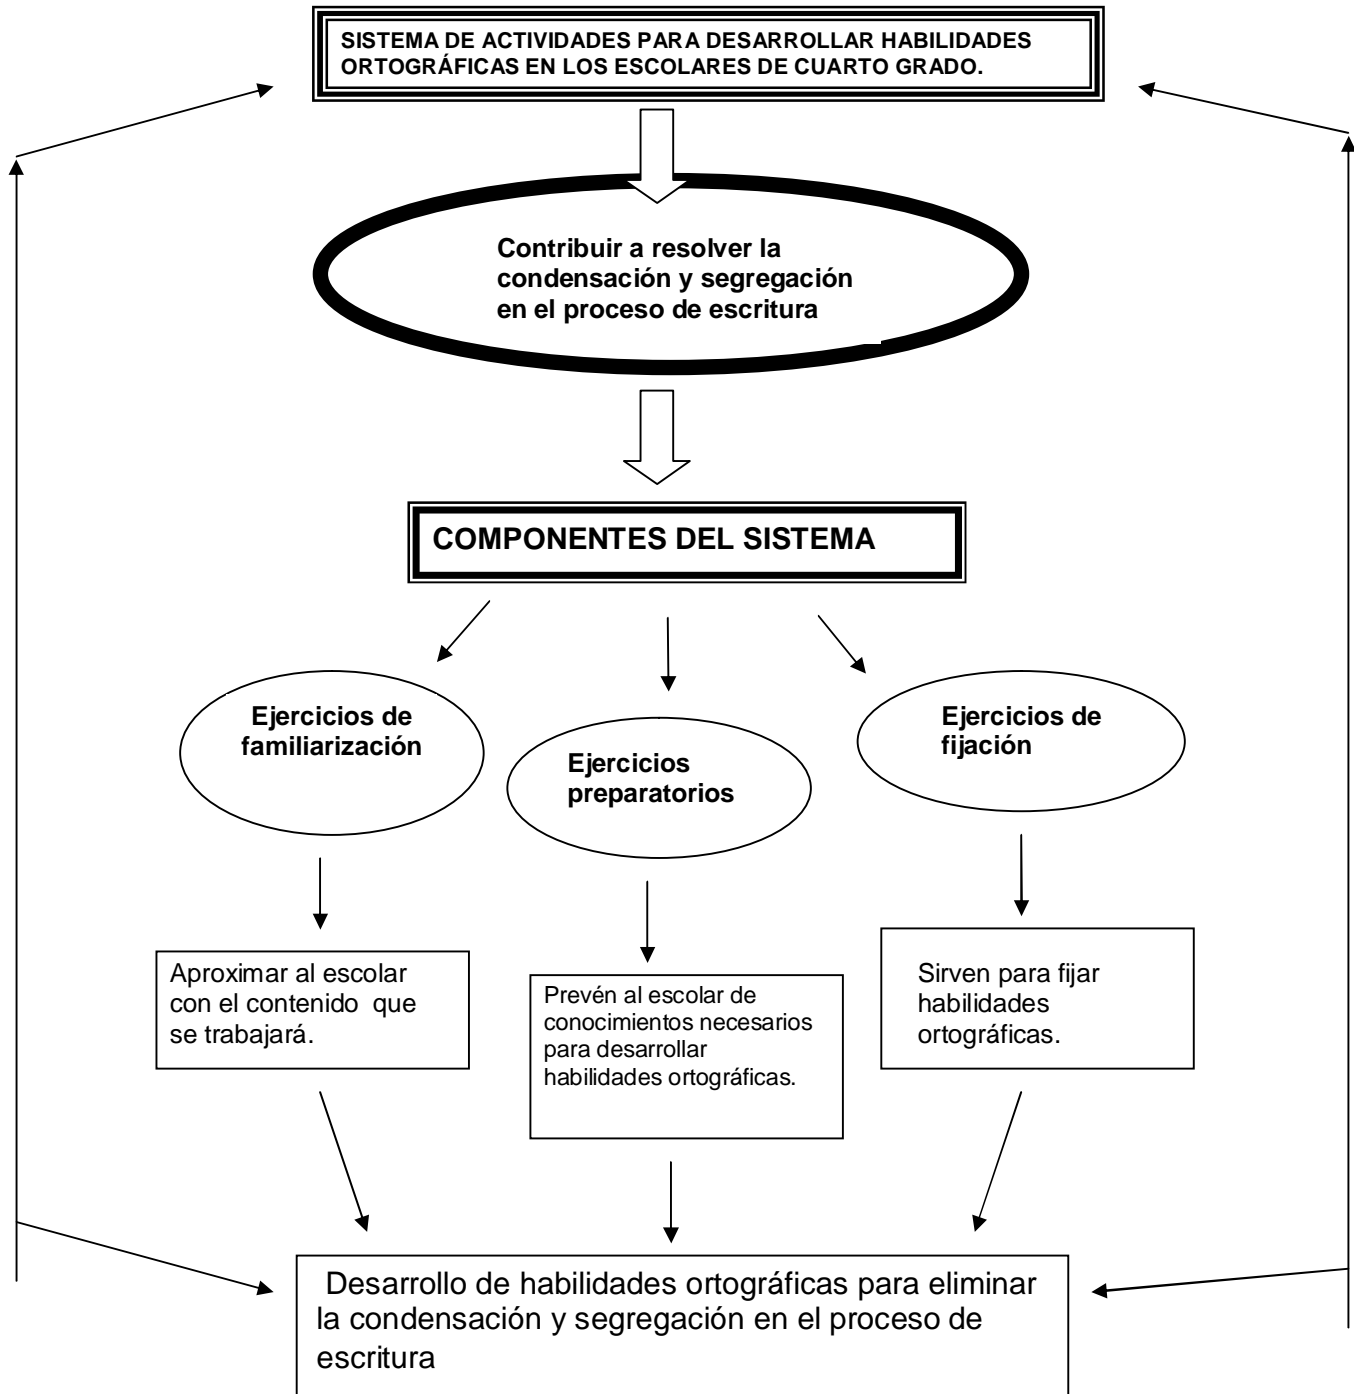 SISTEMA DE ACTIVIDADES PARA DESARROLLAR HABILIDADES
ORTOGRÁFICAS EN LOS ESCOLARES DE CUARTO GRADO.
Contribuir a resolver la
condensación y segregación
en el proceso de escritura
COMPONENTES DEL SISTEMA
Ejercicios de
familiarización
Ejercicios
preparatorios
Ejercicios de
fijación
Aproximar al escolar
con el contenido que
se trabajará.
Prevén al escolar de
conocimientos necesarios
para desarrollar
habilidades ortográficas.
Sirven para fijar
habilidades
ortográficas.
Desarrollo de habilidades ortográficas para eliminar
la condensación y segregación en el proceso de
escritura